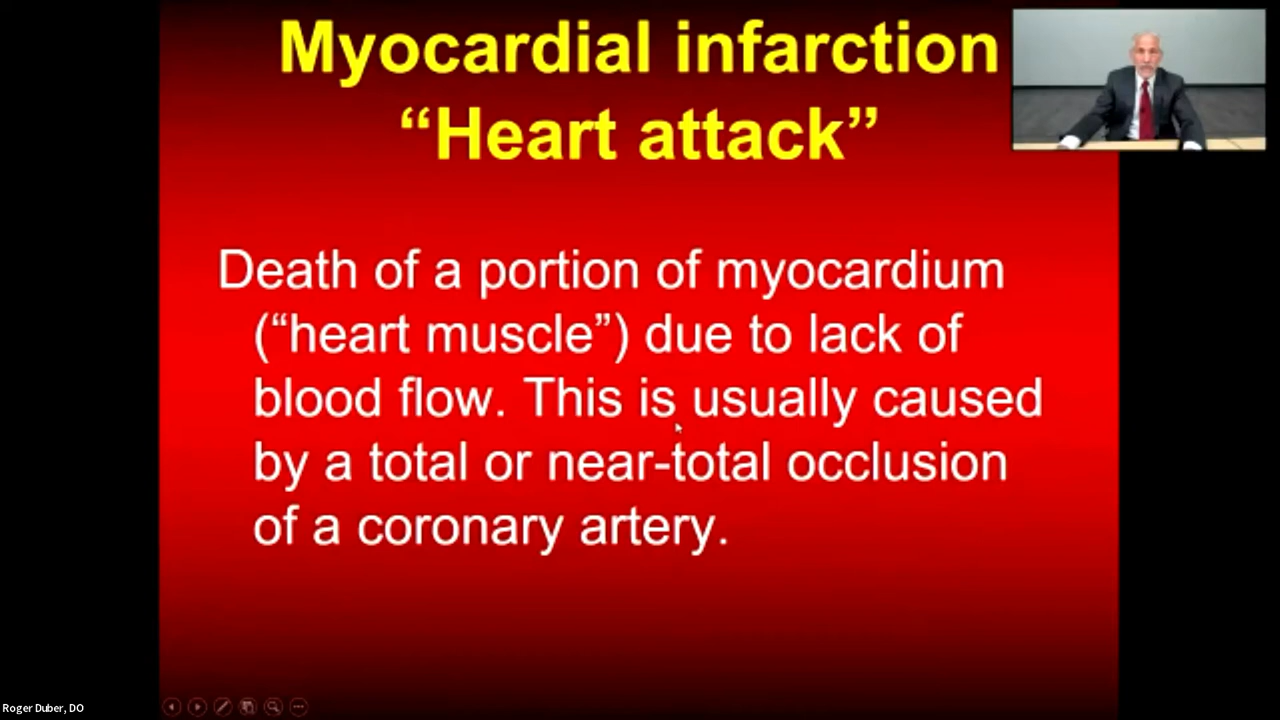 Myocardial infarction
“Heart attack”
Death of a portion of myocardium
(“heart muscle”) due to lack of
blood flow. This is usually caused
by a total or near-total occlusion
of a coronary artery.
Roger Duber, DO